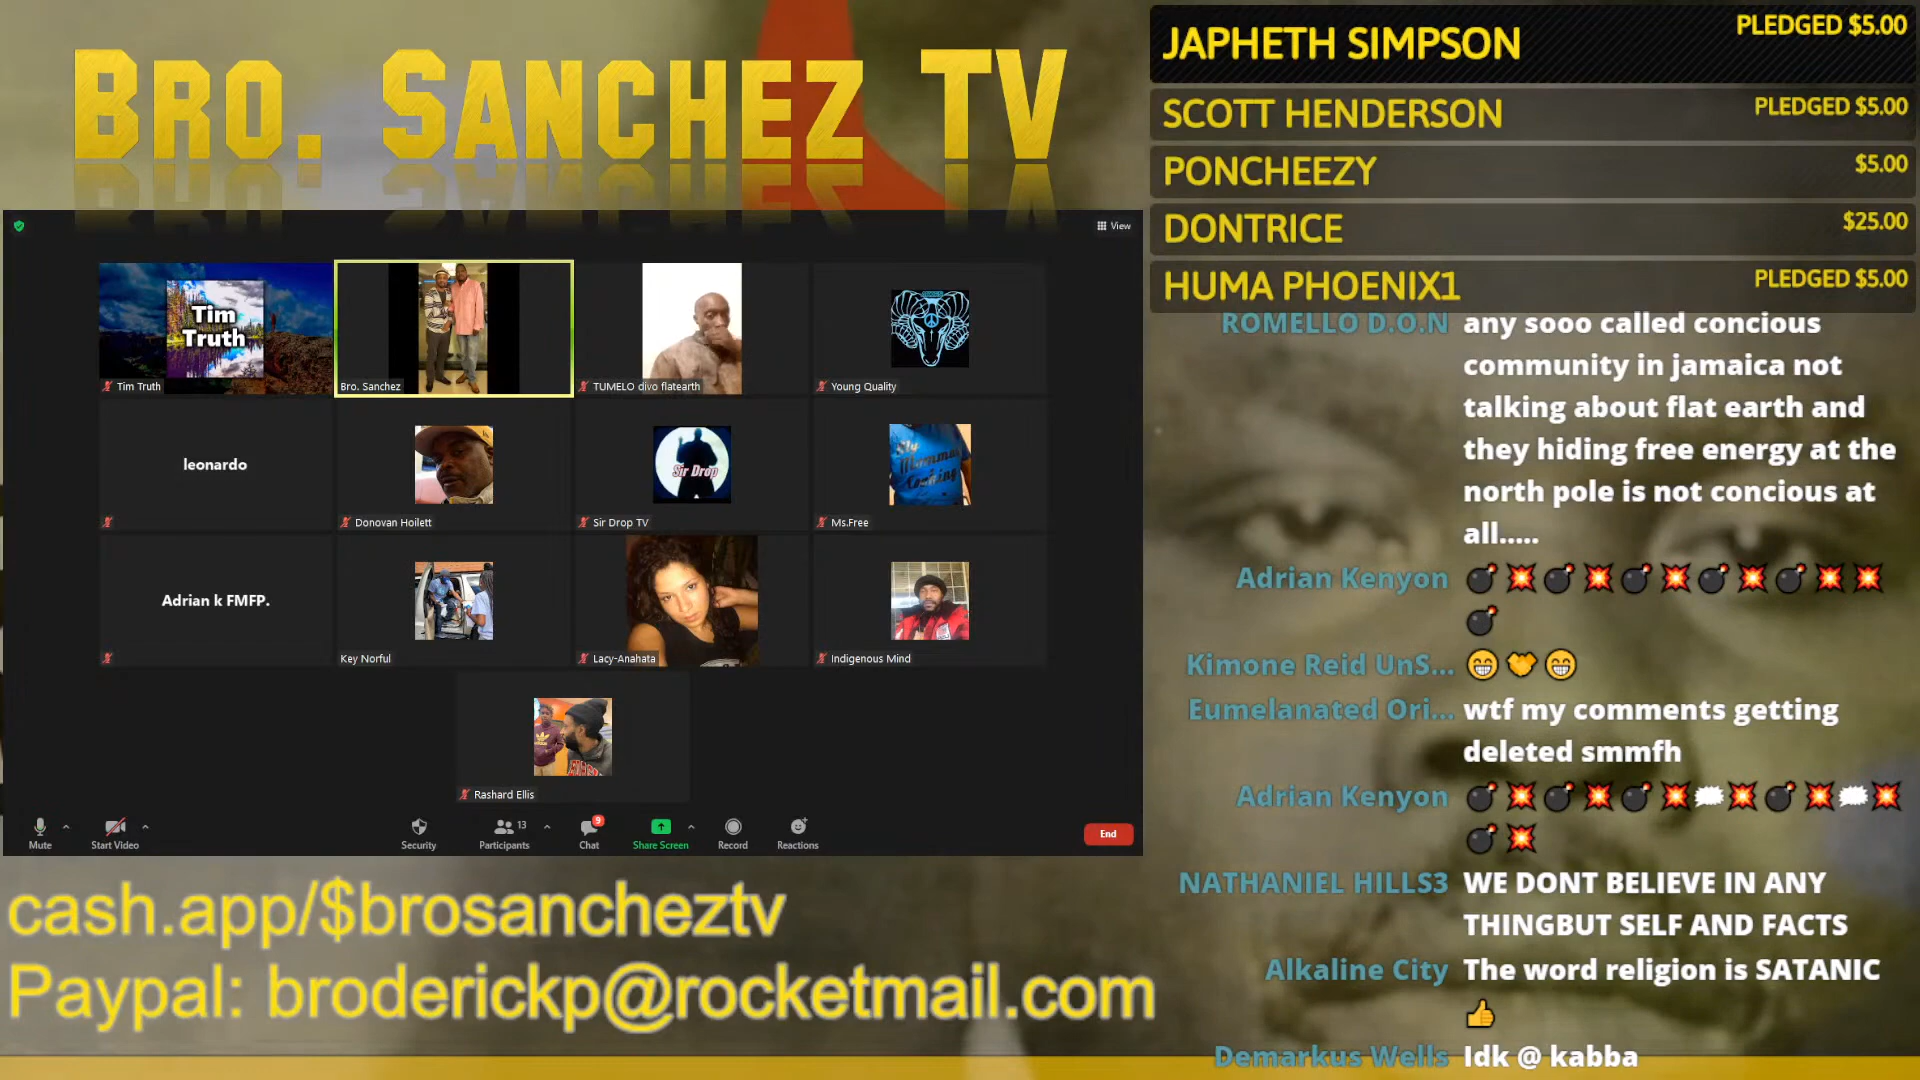 BRO. SANCHEZ TV
View
Tim
Truth
Tim Truth
Bro. Sanchez
TUMELO divo flatearth
Young Quality
leonardo
Donovan Hoilett
Sir Drop
Sir Drop TV
Ms.Free
Adrian k FMFP.
Key Norful
Lacy-Anahata
Indigenous Mind
Rashard Ellis
Mute
Start Video
Security
13
Participants
9
Chat
Share Screen
Record
Reactions
End
cash.app/$brosancheztv
Paypal: broderickp@rocketmail.com
JAPHETH SIMPSON PLEDGED $5.00
SCOTT HENDERSON PLEDGED $5.00
PONCHEEZY $5.00
DONTRICE $25.00
HUMA PHOENIX1 PLEDGED $5.00
ROMELLO D.O.N any sooo called concious
community in jamaica not
talking about flat earth and
they hiding free energy at the
north pole is not concious at
all.....
Adrian Kenyon 💣💥💣💥💣💥💣💥💣💥💥
💣
Kimone Reid UnS... 😁🤝😁
Eumelanated Ori... wtf my comments getting
deleted smmfh
Adrian Kenyon 💣💥💣💥💣💥🗯💥💣💥🗯💥
💣💥
NATHANIEL HILLS3 WE DONT BELIEVE IN ANY
THINGBUT SELF AND FACTS
Alkaline City The word religion is SATANIC
👍
Demarkus Wells Idk @ kabba